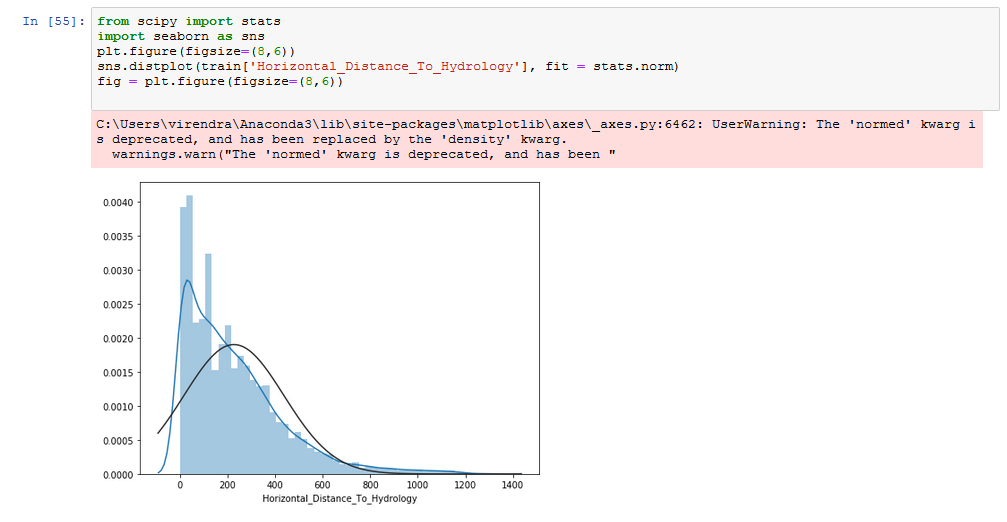 In [55]:
from scipy import stats
import seaborn as sns
plt.figure(figsize=(8,6))
sns.distplot(train['Horizontal_Distance_To_Hydrology'], fit = stats.norm)
fig = plt.figure(figsize=(8,6))
C:\Users\virendra\Anaconda3\lib\site-packages\matplotlib\axes\_axes.py:6462: UserWarning: The 'normed' kwarg i
s deprecated, and has been replaced by the 'density' kwarg.
  warnings.warn("The 'normed' kwarg is deprecated, and has been "
0.0040
0.0035
0.0030
0.0025
0.0020
0.0015
0.0010
0.0005
0.0000
0 200 400 600 800 1000 1200 1400
Horizontal_Distance_To_Hydrology